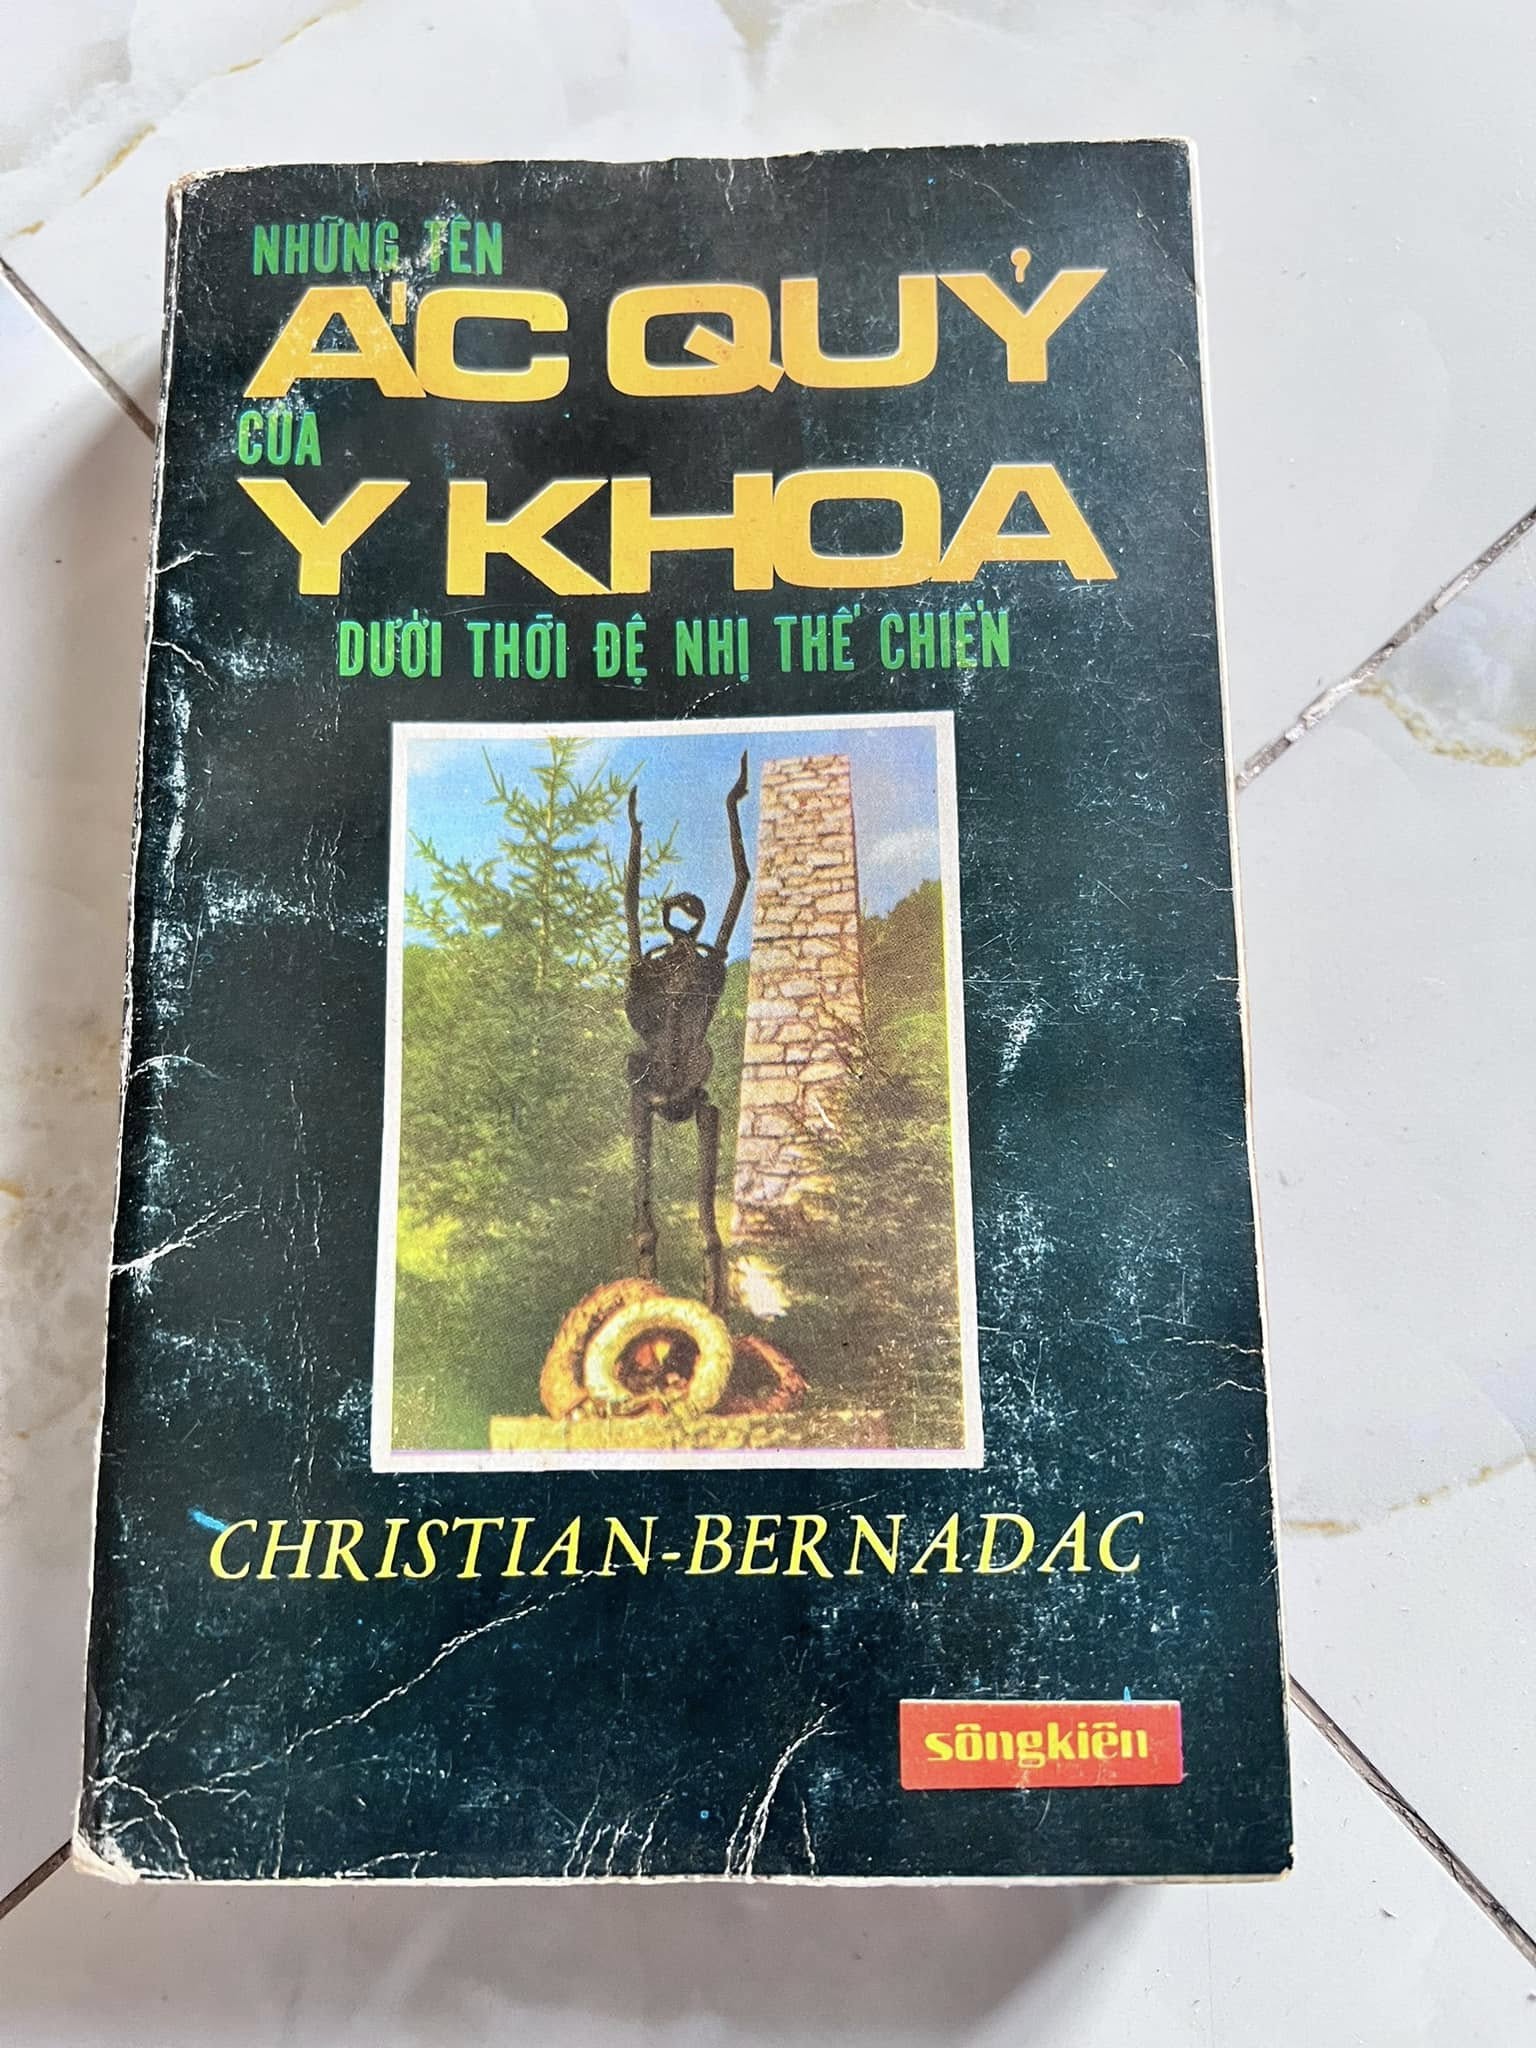 NHỮNG TÊN
ÁC QUỶ
CỦA
Y KHOA
DƯỚI THỜI ĐỆ NHỊ THẾ CHIẾN
CHRISTIAN-BERNADAC
sôngkiên